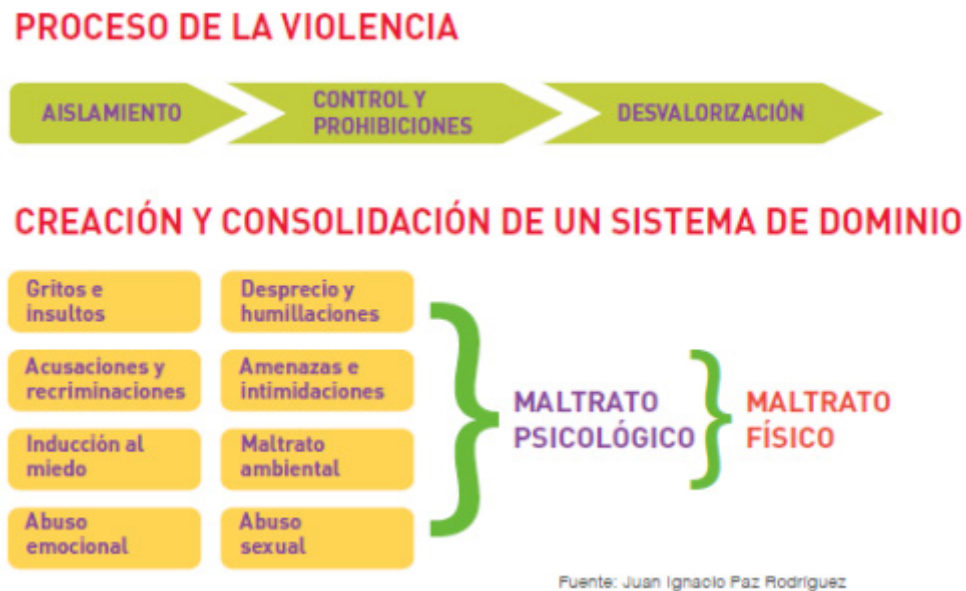 PROCESO DE LA VIOLENCIA
AISLAMIENTO
CONTROL Y
PROHIBICIONES
DESVALORIZACIÓN
CREACIÓN Y CONSOLIDACIÓN DE UN SISTEMA DE DOMINIO
Gritos e
insultos
Desprecio y
humillaciones
Acusaciones y
recriminaciones
Amenazas e
intimidaciones
Inducción al
miedo
Maltrato
ambiental
Abuso
emocional
Abuso
sexual
MALTRATO
PSICOLÓGICO
MALTRATO
FÍSICO
Fuente: Juan Ignacio Paz Rodríguez